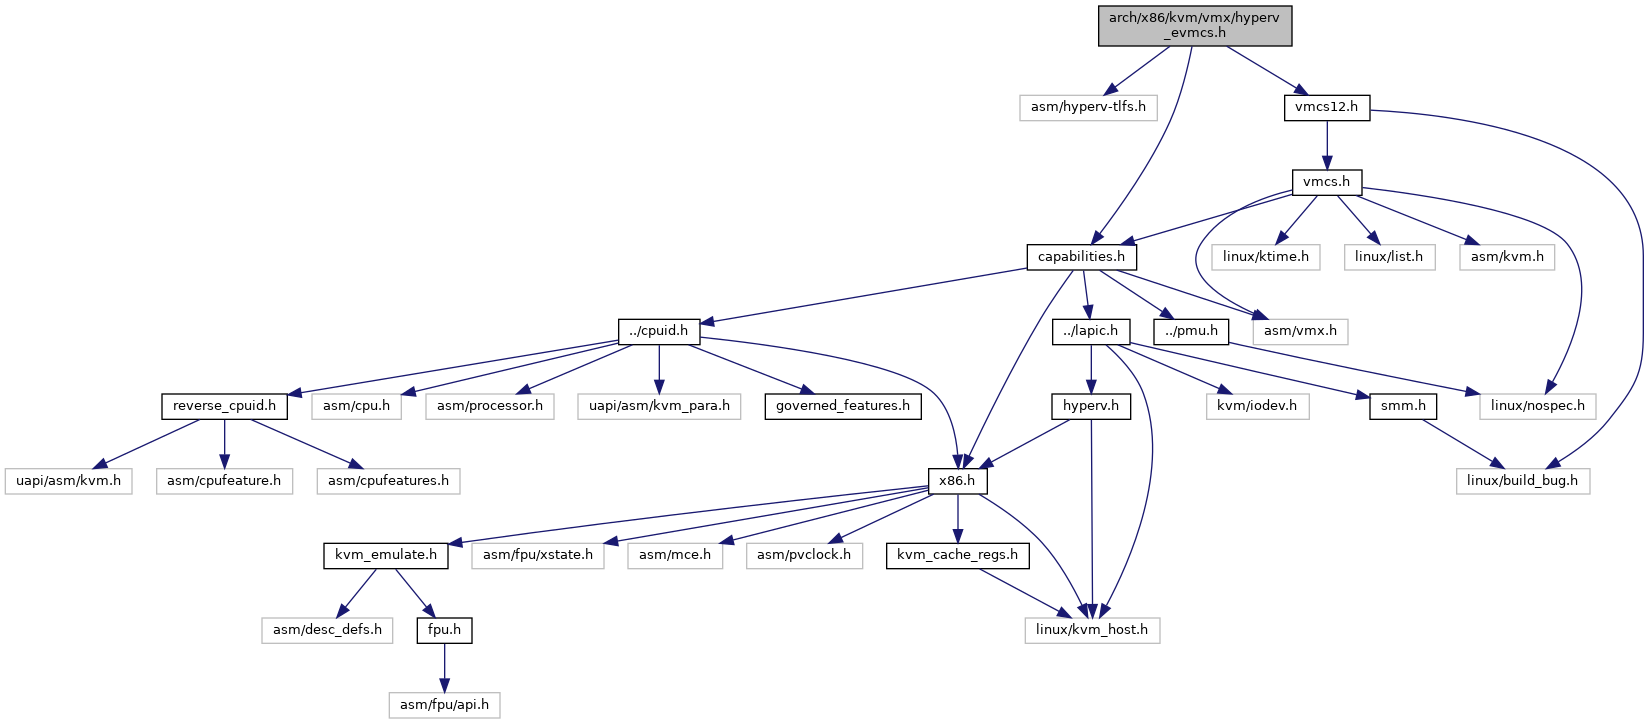 arch/x86/kvm/vmx/hyperv
_evmcs.h
asm/hyperv-tlfs.h
vmcs12.h
vmcs.h
capabilities.h
linux/ktime.h
linux/list.h
asm/kvm.h
../cpuid.h
../lapic.h
../pmu.h
asm/vmx.h
reverse_cpuid.h
asm/cpu.h
asm/processor.h
uapi/asm/kvm_para.h
governed_features.h
hyperv.h
kvm/iodev.h
smm.h
linux/nospec.h
uapi/asm/kvm.h
asm/cpufeature.h
asm/cpufeatures.h
x86.h
linux/build_bug.h
kvm_emulate.h
asm/fpu/xstate.h
asm/mce.h
asm/pvclock.h
kvm_cache_regs.h
asm/desc_defs.h
fpu.h
linux/kvm_host.h
asm/fpu/api.h